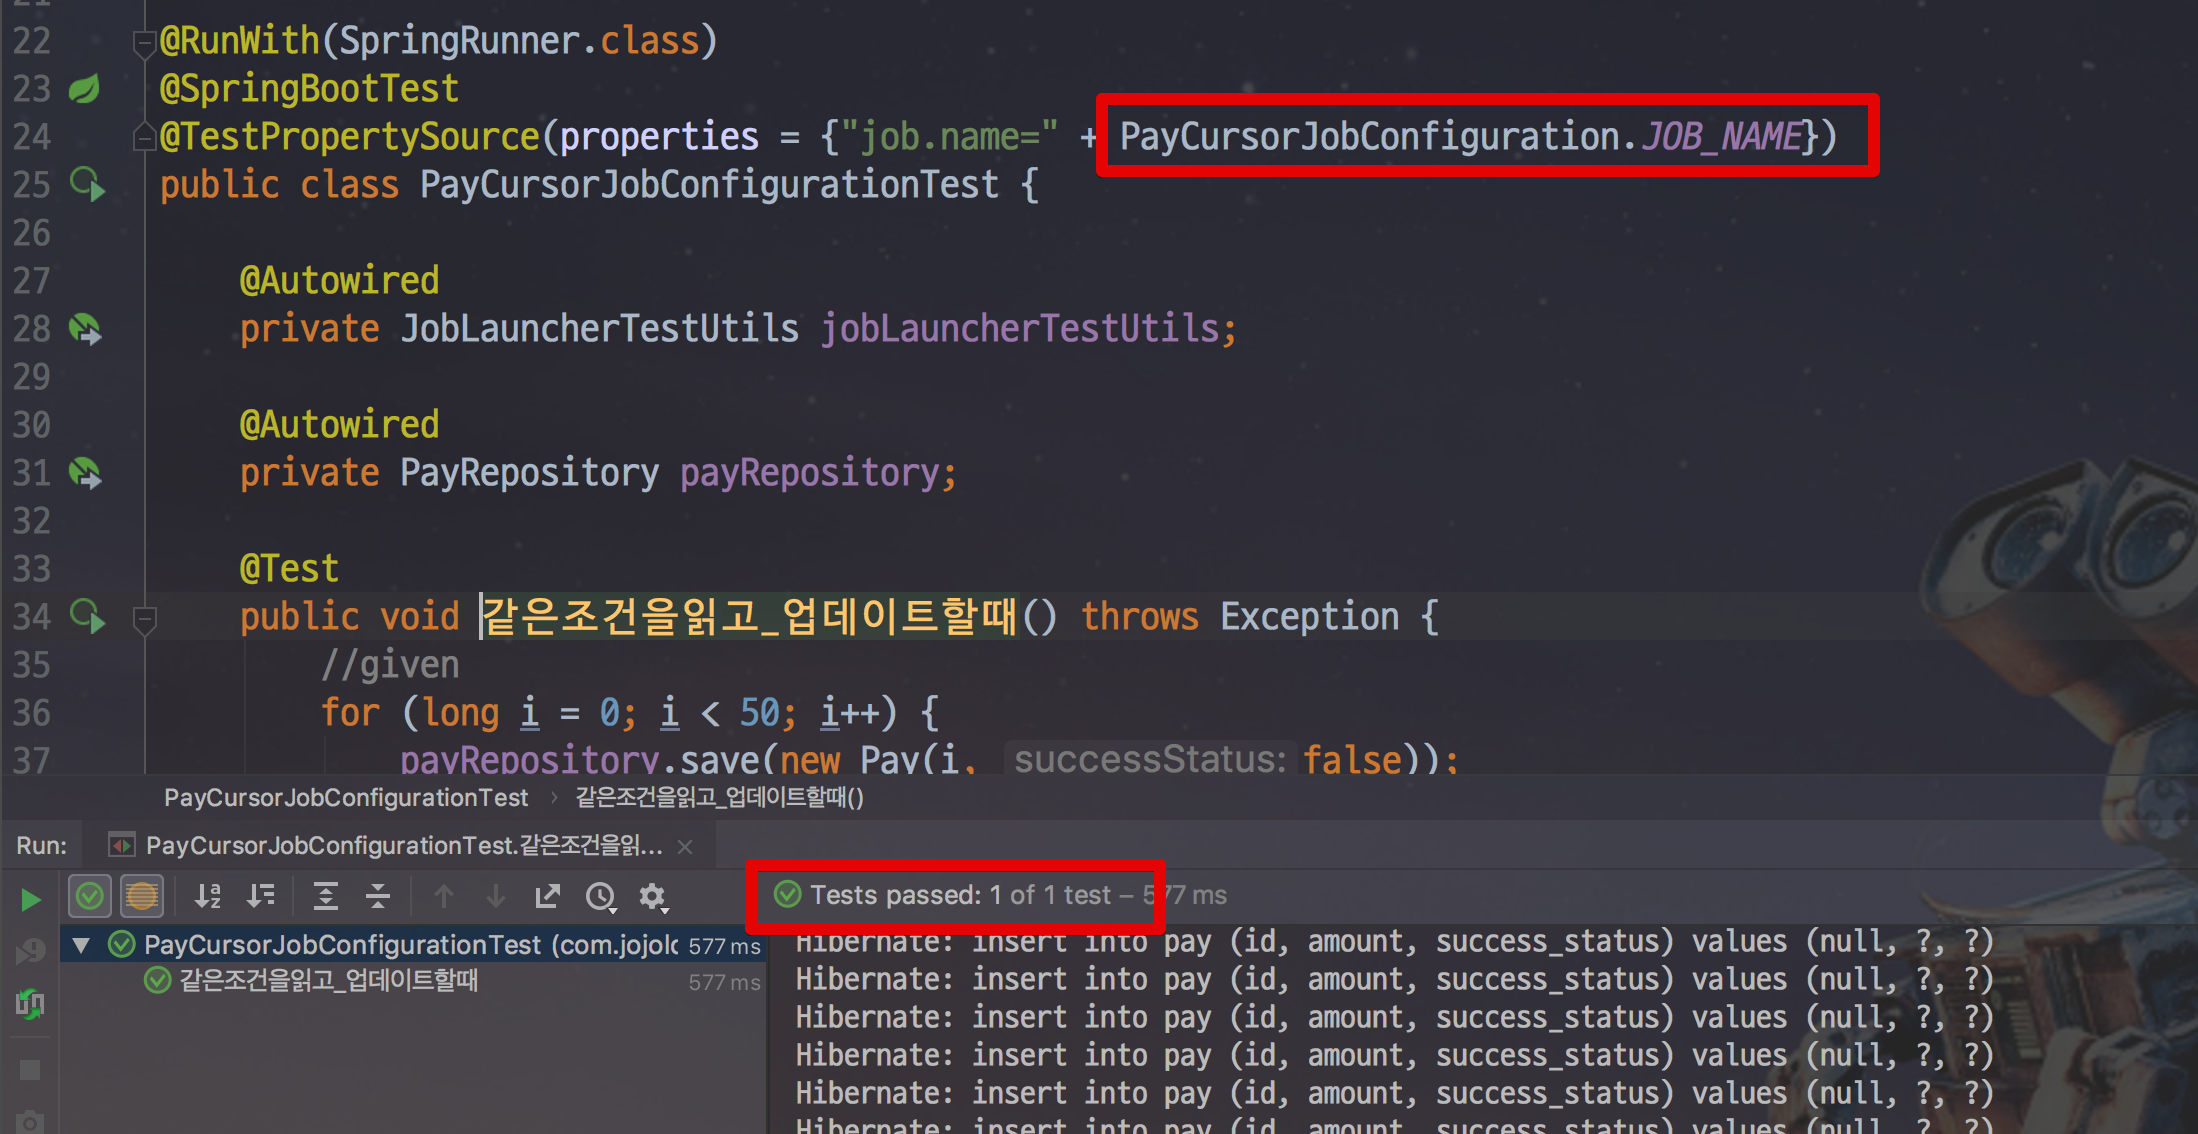 22 @RunWith(SpringRunner.class)
23 @SpringBootTest
24 @TestPropertySource(properties = {"job.name=" + PayCursorJobConfiguration.JOB_NAME})
25 public class PayCursorJobConfigurationTest {
26
27 @Autowired
28 private JobLauncherTestUtils jobLauncherTestUtils;
29
30 @Autowired
31 private PayRepository payRepository;
32
33 @Test
34 public void 같은조건을읽고_업데이트할때() throws Exception {
35 //given
36 for (long i = 0; i < 50; i++) {
37 payRepository.save(new Pay(i, successStatus: false));
PayCursorJobConfigurationTest › 같은조건을읽고_업데이트할때()
Run: PayCursorJobConfigurationTest.같은조건을읽... ×
Tests passed: 1 of 1 test – 577 ms
PayCursorJobConfigurationTest (com.jojolc 577 ms
같은조건을읽고_업데이트할때 577 ms
Hibernate: insert into pay (id, amount, success_status) values (null, ?, ?)
Hibernate: insert into pay (id, amount, success_status) values (null, ?, ?)
Hibernate: insert into pay (id, amount, success_status) values (null, ?, ?)
Hibernate: insert into pay (id, amount, success_status) values (null, ?, ?)
Hibernate: insert into pay (id, amount, success_status) values (null, ?, ?)
Hibernate: insert into pay (id, amount, success_status) values (null, ?, ?)